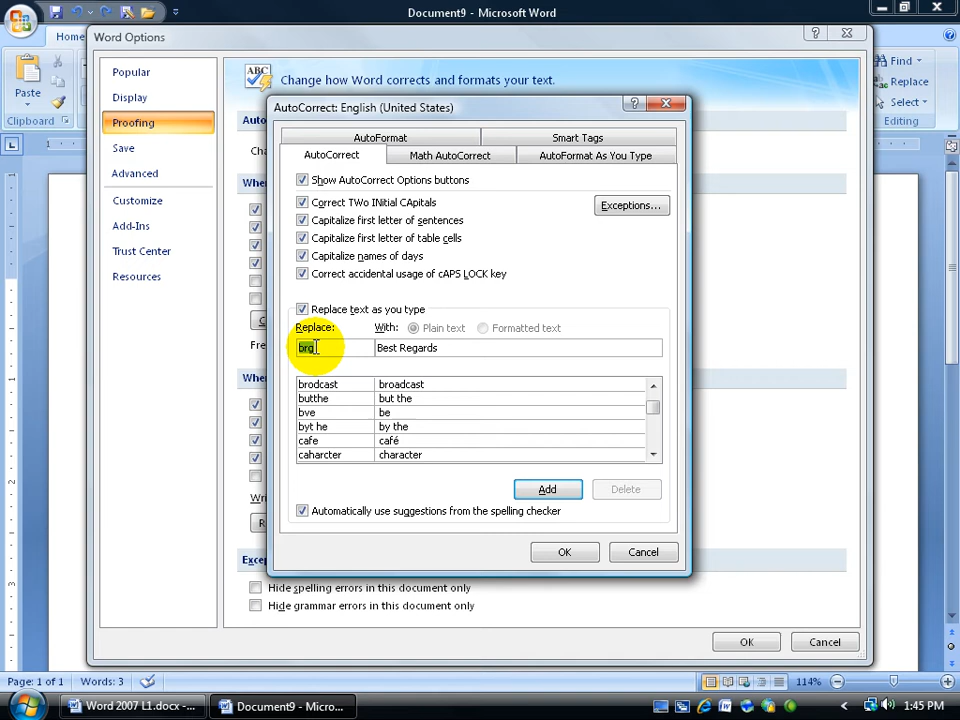 Document9 - Microsoft Word
Home
Paste
Clipboard
Find
Replace
Select
Editing
Word Options
Popular
Display
Proofing
Save
Advanced
Customize
Add-Ins
Trust Center
Resources
ABC
Change how Word corrects and formats your text.
AutoCorrect: English (United States)
AutoFormat
Smart Tags
AutoCorrect
Math AutoCorrect
AutoFormat As You Type
Show AutoCorrect Options buttons
Correct TWo INitial CApitals
Exceptions...
Capitalize first letter of sentences
Capitalize first letter of table cells
Capitalize names of days
Correct accidental usage of cAPS LOCK key
Replace text as you type
Replace: With: Plain text Formatted text
brg Best Regards
brodcast broadcast
butthe but the
bve be
byt he by the
cafe café
caharcter character
Add Delete
Automatically use suggestions from the spelling checker
OK Cancel
Hide spelling errors in this document only
Hide grammar errors in this document only
OK Cancel
Page: 1 of 1 Words: 3 114%
Word 2007 L1.docx -... Document9 - Micros... 1:45 PM